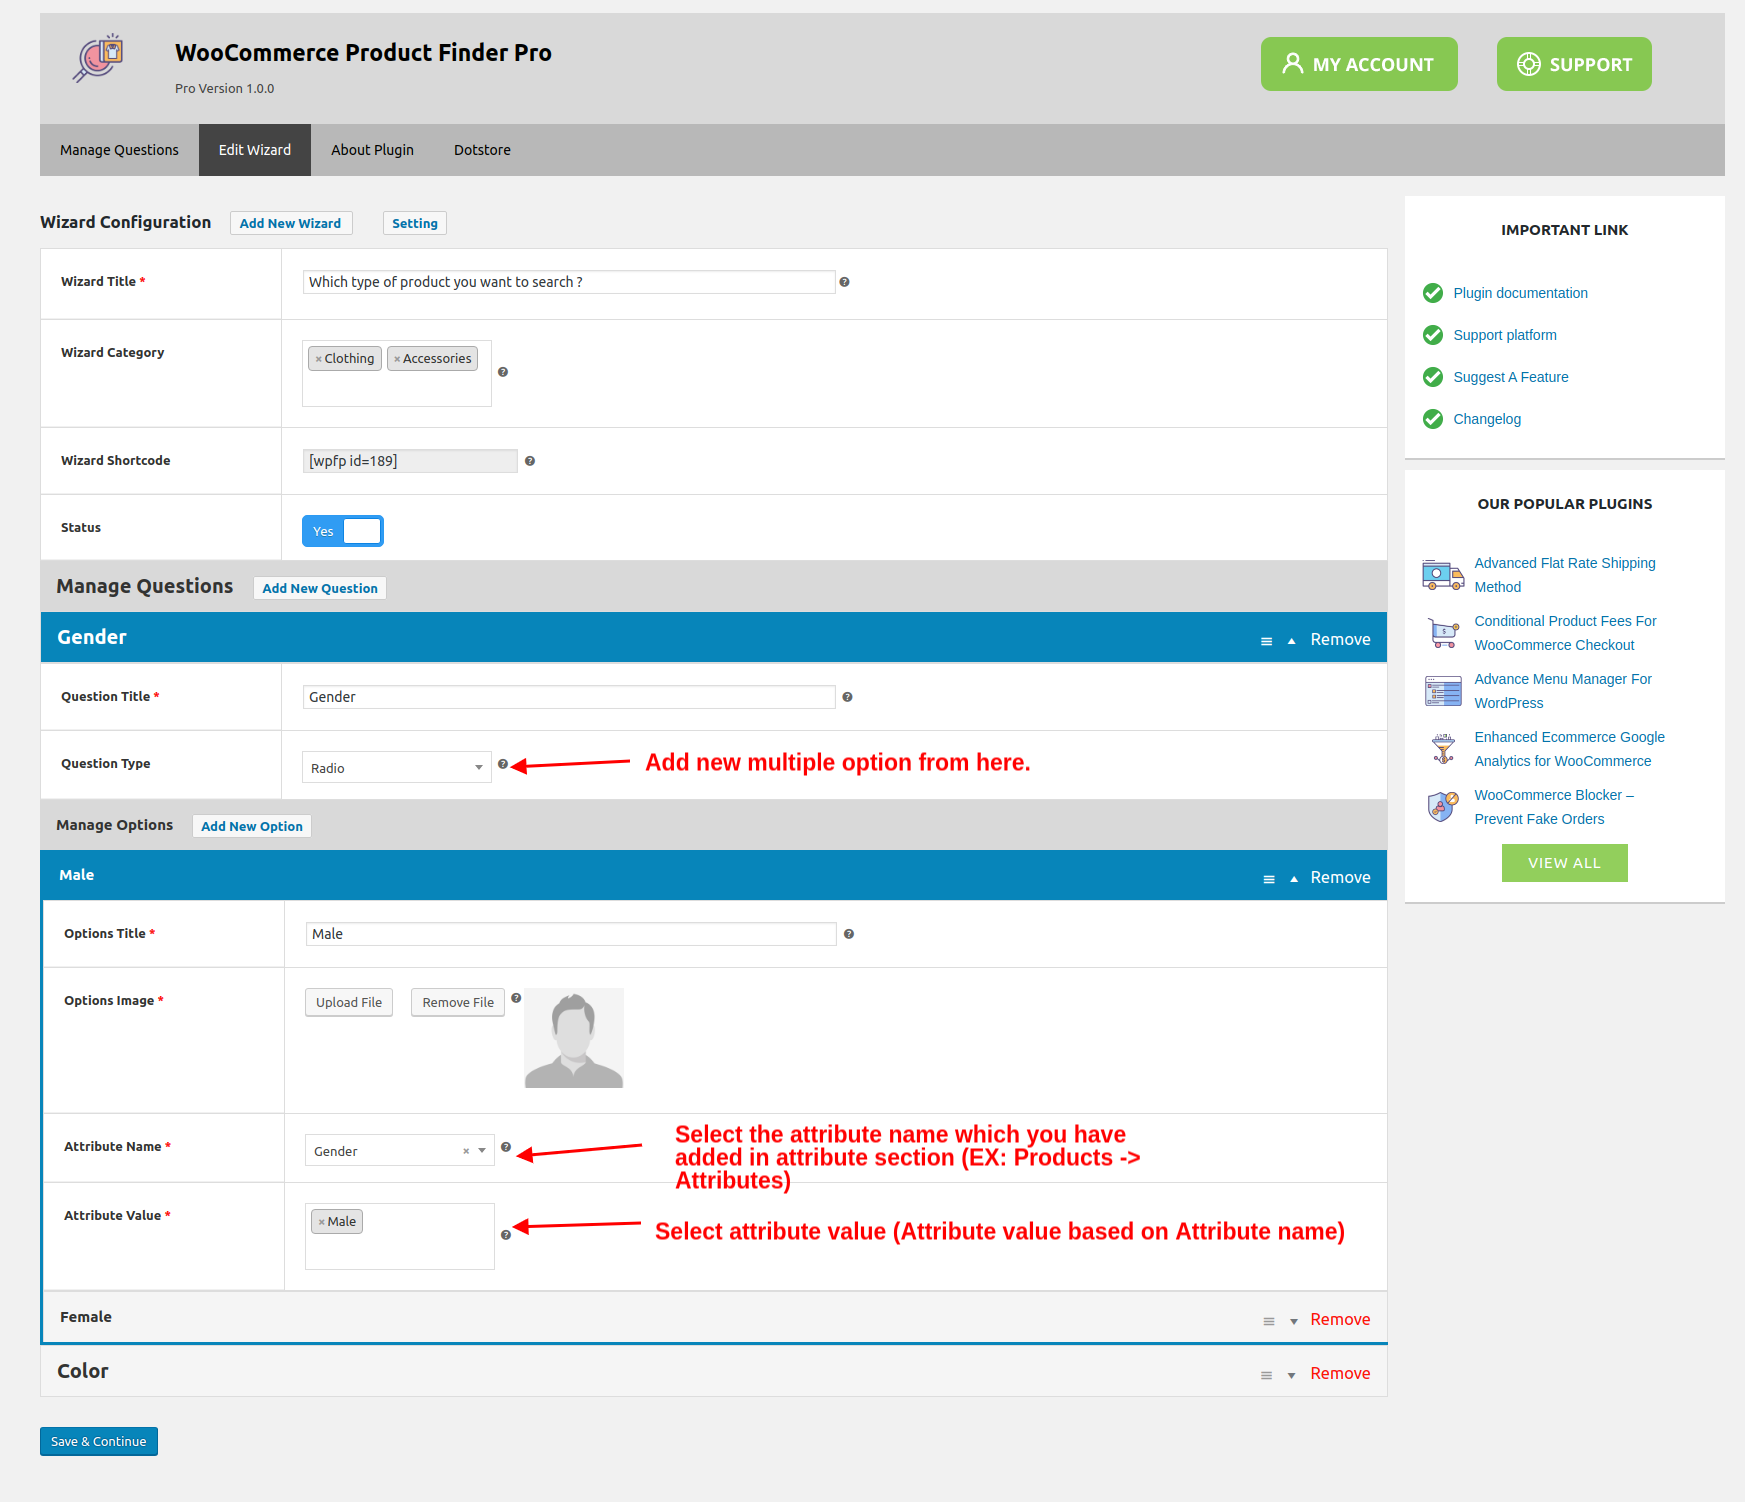 WooCommerce Product Finder Pro
Pro Version 1.0.0
MY ACCOUNT
SUPPORT
Manage Questions
Edit Wizard
About Plugin
Dotstore
Wizard Configuration
Add New Wizard
Setting
Wizard Title *
Which type of product you want to search ?
Wizard Category
× Clothing
× Accessories
Wizard Shortcode
[wpfp id=189]
Status
Yes
Manage Questions
Add New Question
Gender
Remove
Question Title *
Gender
Question Type
Radio
Add new multiple option from here.
Manage Options
Add New Option
Male
Remove
Options Title *
Male
Options Image *
Upload File
Remove File
Attribute Name *
Gender
×
Select the attribute name which you have
added in attribute section (EX: Products ->
Attributes)
Attribute Value *
× Male
Select attribute value (Attribute value based on Attribute name)
Female
Remove
Color
Remove
Save & Continue
IMPORTANT LINK
Plugin documentation
Support platform
Suggest A Feature
Changelog
OUR POPULAR PLUGINS
Advanced Flat Rate Shipping
Method
Conditional Product Fees For
WooCommerce Checkout
Advance Menu Manager For
WordPress
Enhanced Ecommerce Google
Analytics for WooCommerce
WooCommerce Blocker –
Prevent Fake Orders
VIEW ALL